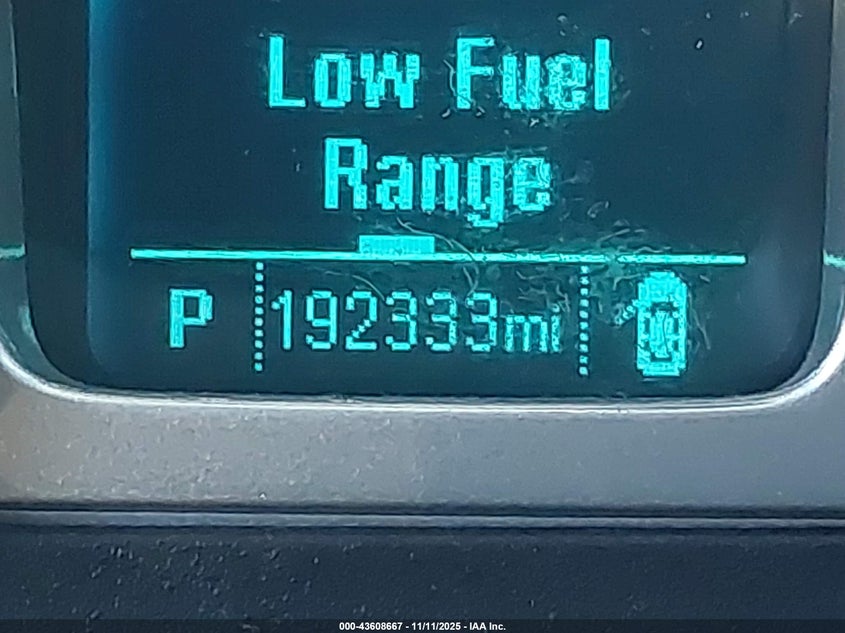 Low Fuel
Range
P 192333mi
000-43608667 - 11/11/2025 - IAA Inc.